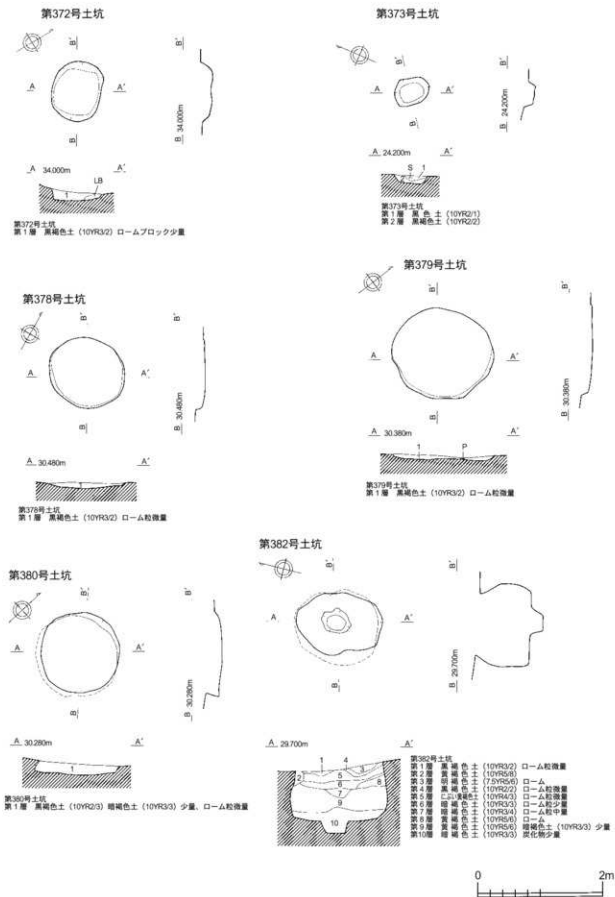 第372号土坑
B'
B'
A
A'
B
B 34.000m
A 34.000m
A'
LB
1
第372号土坑
第1層 黒褐色土（10YR3/2）ロームブロック少量
第373号土坑
B'
B'
A
A'
B
B 24.200m
A 24.200m
A'
S
1
第373号土坑
第1層 黒色土（10YR2/1）
第2層 黒褐色土（10YR2/2）
第378号土坑
B'
B'
A
A'
B
B 30.480m
A 30.480m
A'
1
第378号土坑
第1層 黒褐色土（10YR3/2）ローム粒微量
第379号土坑
B'
B'
A
A'
B
B 30.380m
A 30.380m
A'
1
P
第379号土坑
第1層 黒褐色土（10YR3/2）ローム粒微量
第380号土坑
B'
B'
A
A'
B
B 30.280m
A 30.280m
A'
1
第380号土坑
第1層 黒褐色土（10YR2/3）暗褐色土（10YR3/3）少量、ローム粒微量
第382号土坑
B'
B'
A
A'
B
B 29.700m
A 29.700m
A'
1
4
2
5
3
8
6
7
9
10
第382号土坑
第1層 黒褐色土（10YR3/2）ローム粒微量
第2層 黄褐色土（10YR5/8）
第3層 明褐色土（7.5YR5/6）ローム
第4層 黒褐色土（10YR2/2）ローム粒微量
第5層 にぶい黄褐色土（10YR4/3）ローム粒微量
第6層 暗褐色土（10YR3/3）ローム粒少量
第7層 暗褐色土（10YR3/4）ローム粒中量
第8層 黄褐色土（10YR5/6）ローム
第9層 黄褐色土（10YR5/6）暗褐色土（10YR3/3）少量
第10層 暗褐色土（10YR3/3）炭化物少量
0
2m